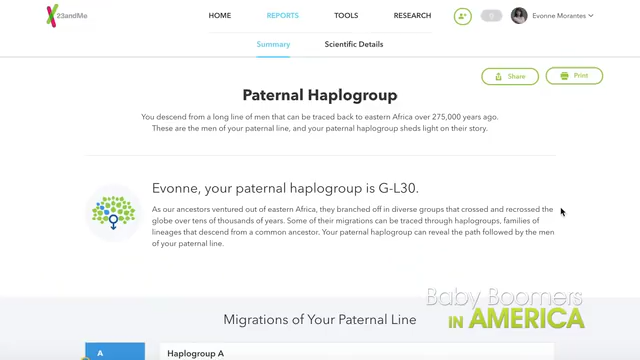 23andMe
HOME REPORTS TOOLS RESEARCH Evonne Morantes
Summary Scientific Details
Share Print
Paternal Haplogroup
You descend from a long line of men that can be traced back to eastern Africa over 275,000 years ago.
These are the men of your paternal line, and your paternal haplogroup sheds light on their story.
Evonne, your paternal haplogroup is G-L30.
As our ancestors ventured out of eastern Africa, they branched off in diverse groups that crossed and recrossed the
globe over tens of thousands of years. Some of their migrations can be traced through haplogroups, families of
lineages that descend from a common ancestor. Your paternal haplogroup can reveal the path followed by the men
of your paternal line.
Baby Boomers
IN AMERICA
Migrations of Your Paternal Line
A Haplogroup A